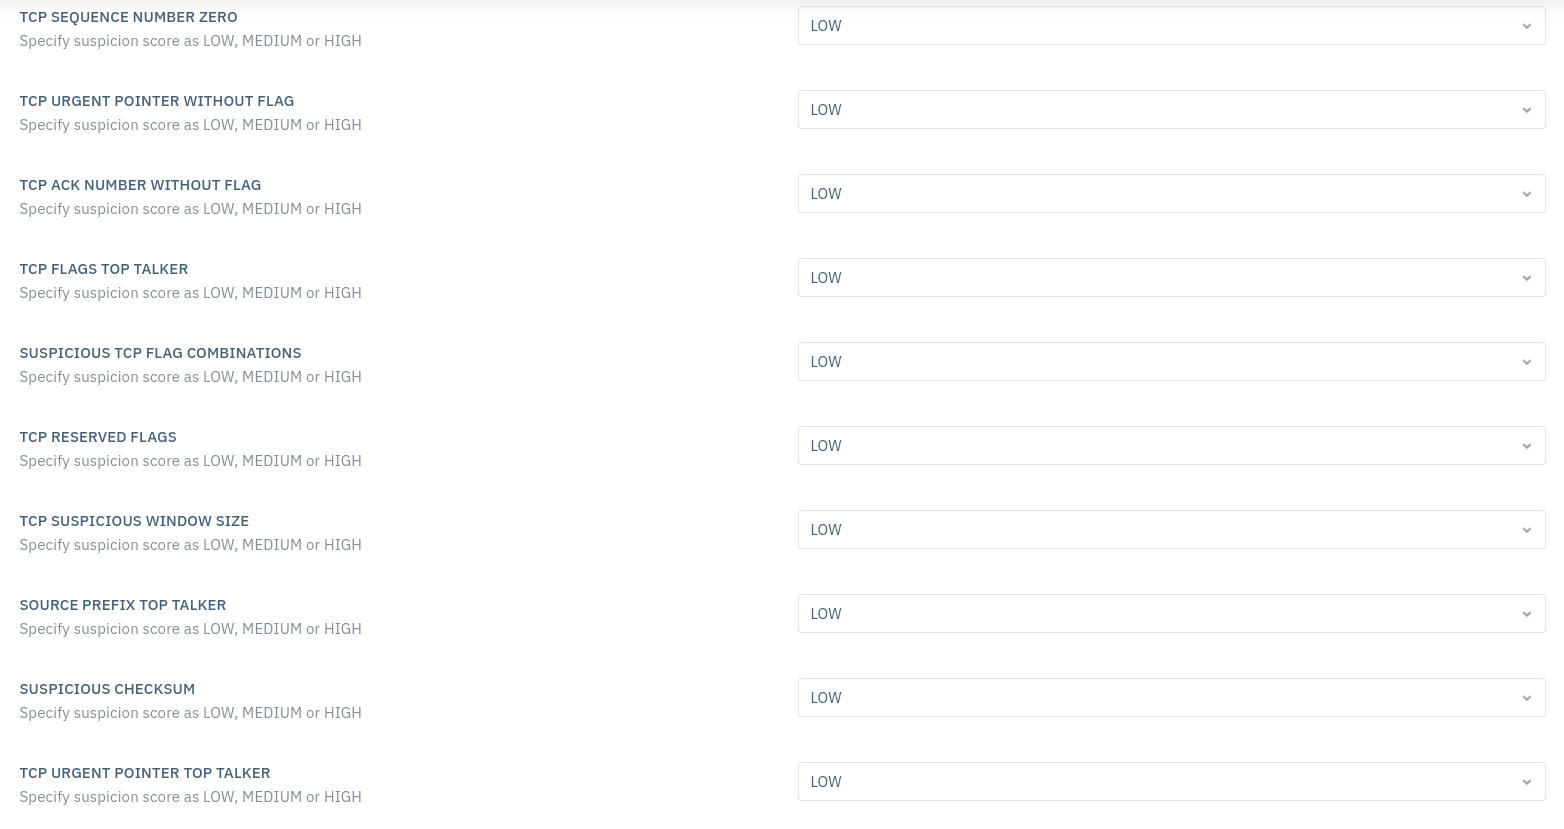 TCP SEQUENCE NUMBER ZERO
LOW
Specify suspicion score as LOW, MEDIUM or HIGH
TCP URGENT POINTER WITHOUT FLAG
LOW
Specify suspicion score as LOW, MEDIUM or HIGH
TCP ACK NUMBER WITHOUT FLAG
LOW
Specify suspicion score as LOW, MEDIUM or HIGH
TCP FLAGS TOP TALKER
LOW
Specify suspicion score as LOW, MEDIUM or HIGH
SUSPICIOUS TCP FLAG COMBINATIONS
LOW
Specify suspicion score as LOW, MEDIUM or HIGH
TCP RESERVED FLAGS
LOW
Specify suspicion score as LOW, MEDIUM or HIGH
TCP SUSPICIOUS WINDOW SIZE
LOW
Specify suspicion score as LOW, MEDIUM or HIGH
SOURCE PREFIX TOP TALKER
LOW
Specify suspicion score as LOW, MEDIUM or HIGH
SUSPICIOUS CHECKSUM
LOW
Specify suspicion score as LOW, MEDIUM or HIGH
TCP URGENT POINTER TOP TALKER
LOW
Specify suspicion score as LOW, MEDIUM or HIGH